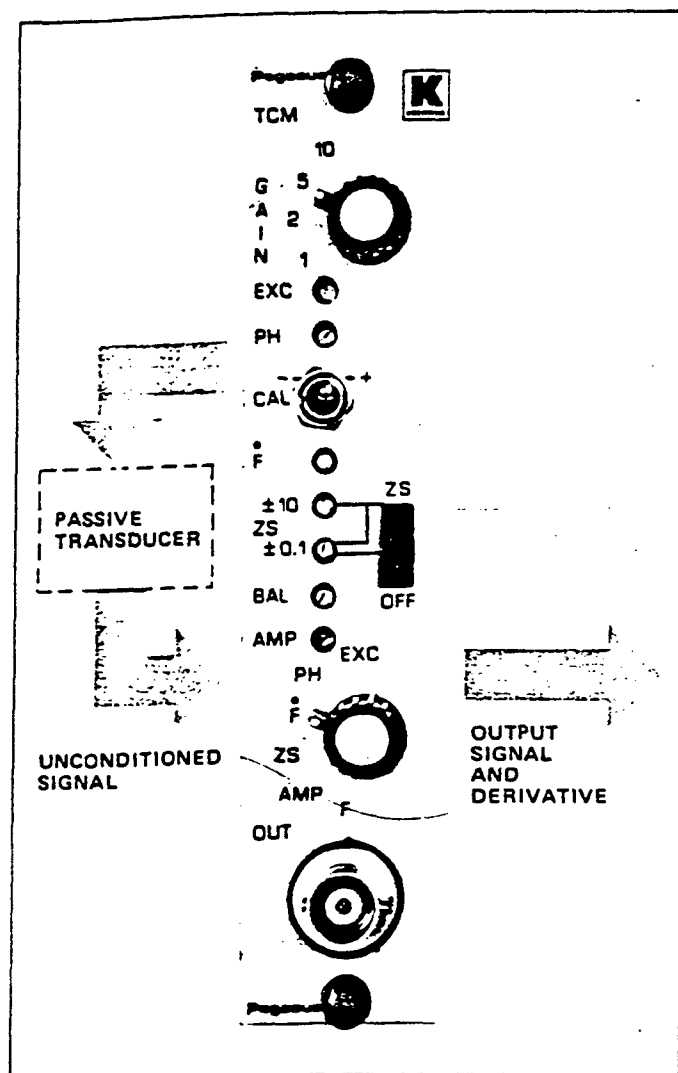 Pegasus
K
TCM
10
5
GAIN
2
1
EXC
PH
CAL - +
Ḟ
±10
ZS
ZS
±0.1
OFF
BAL
AMP
EXC
PH
Ḟ
ZS
AMP
F
OUT
PASSIVE
TRANSDUCER
UNCONDITIONED
SIGNAL
OUTPUT
SIGNAL
AND
DERIVATIVE
Pegasus